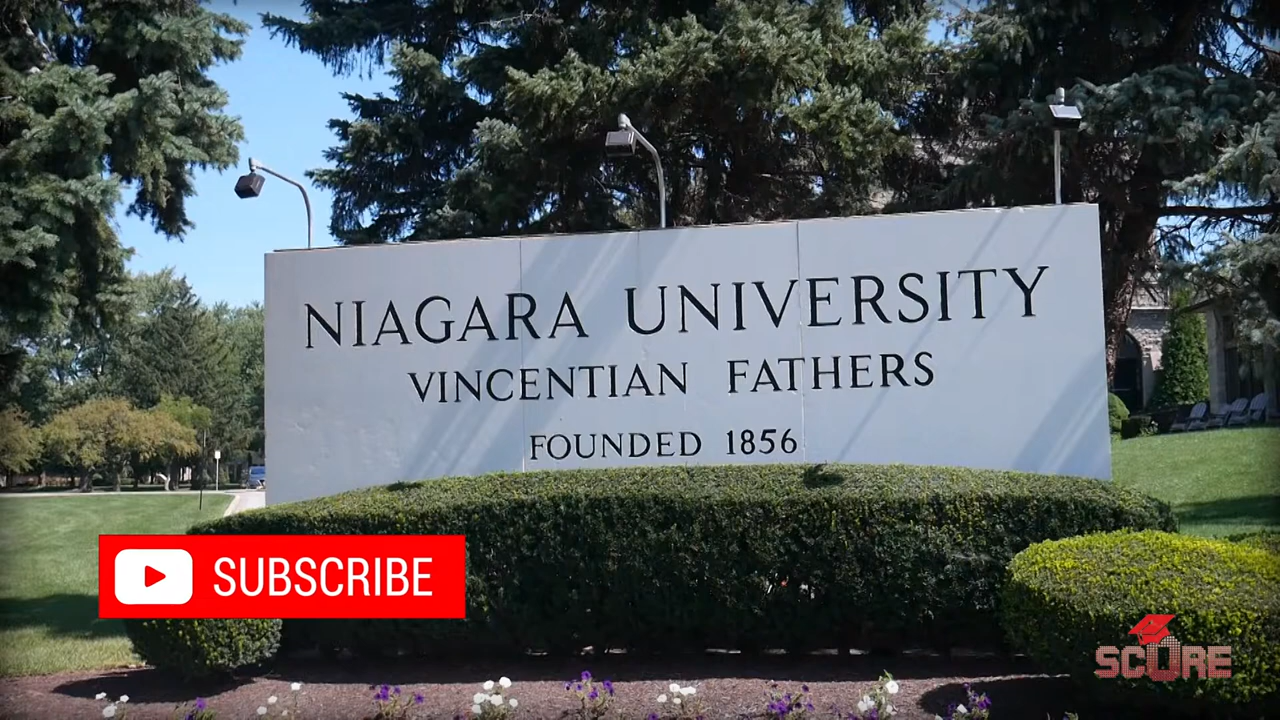 NIAGARA UNIVERSITY
VINCENTIAN FATHERS
FOUNDED 1856
SUBSCRIBE
SCORE